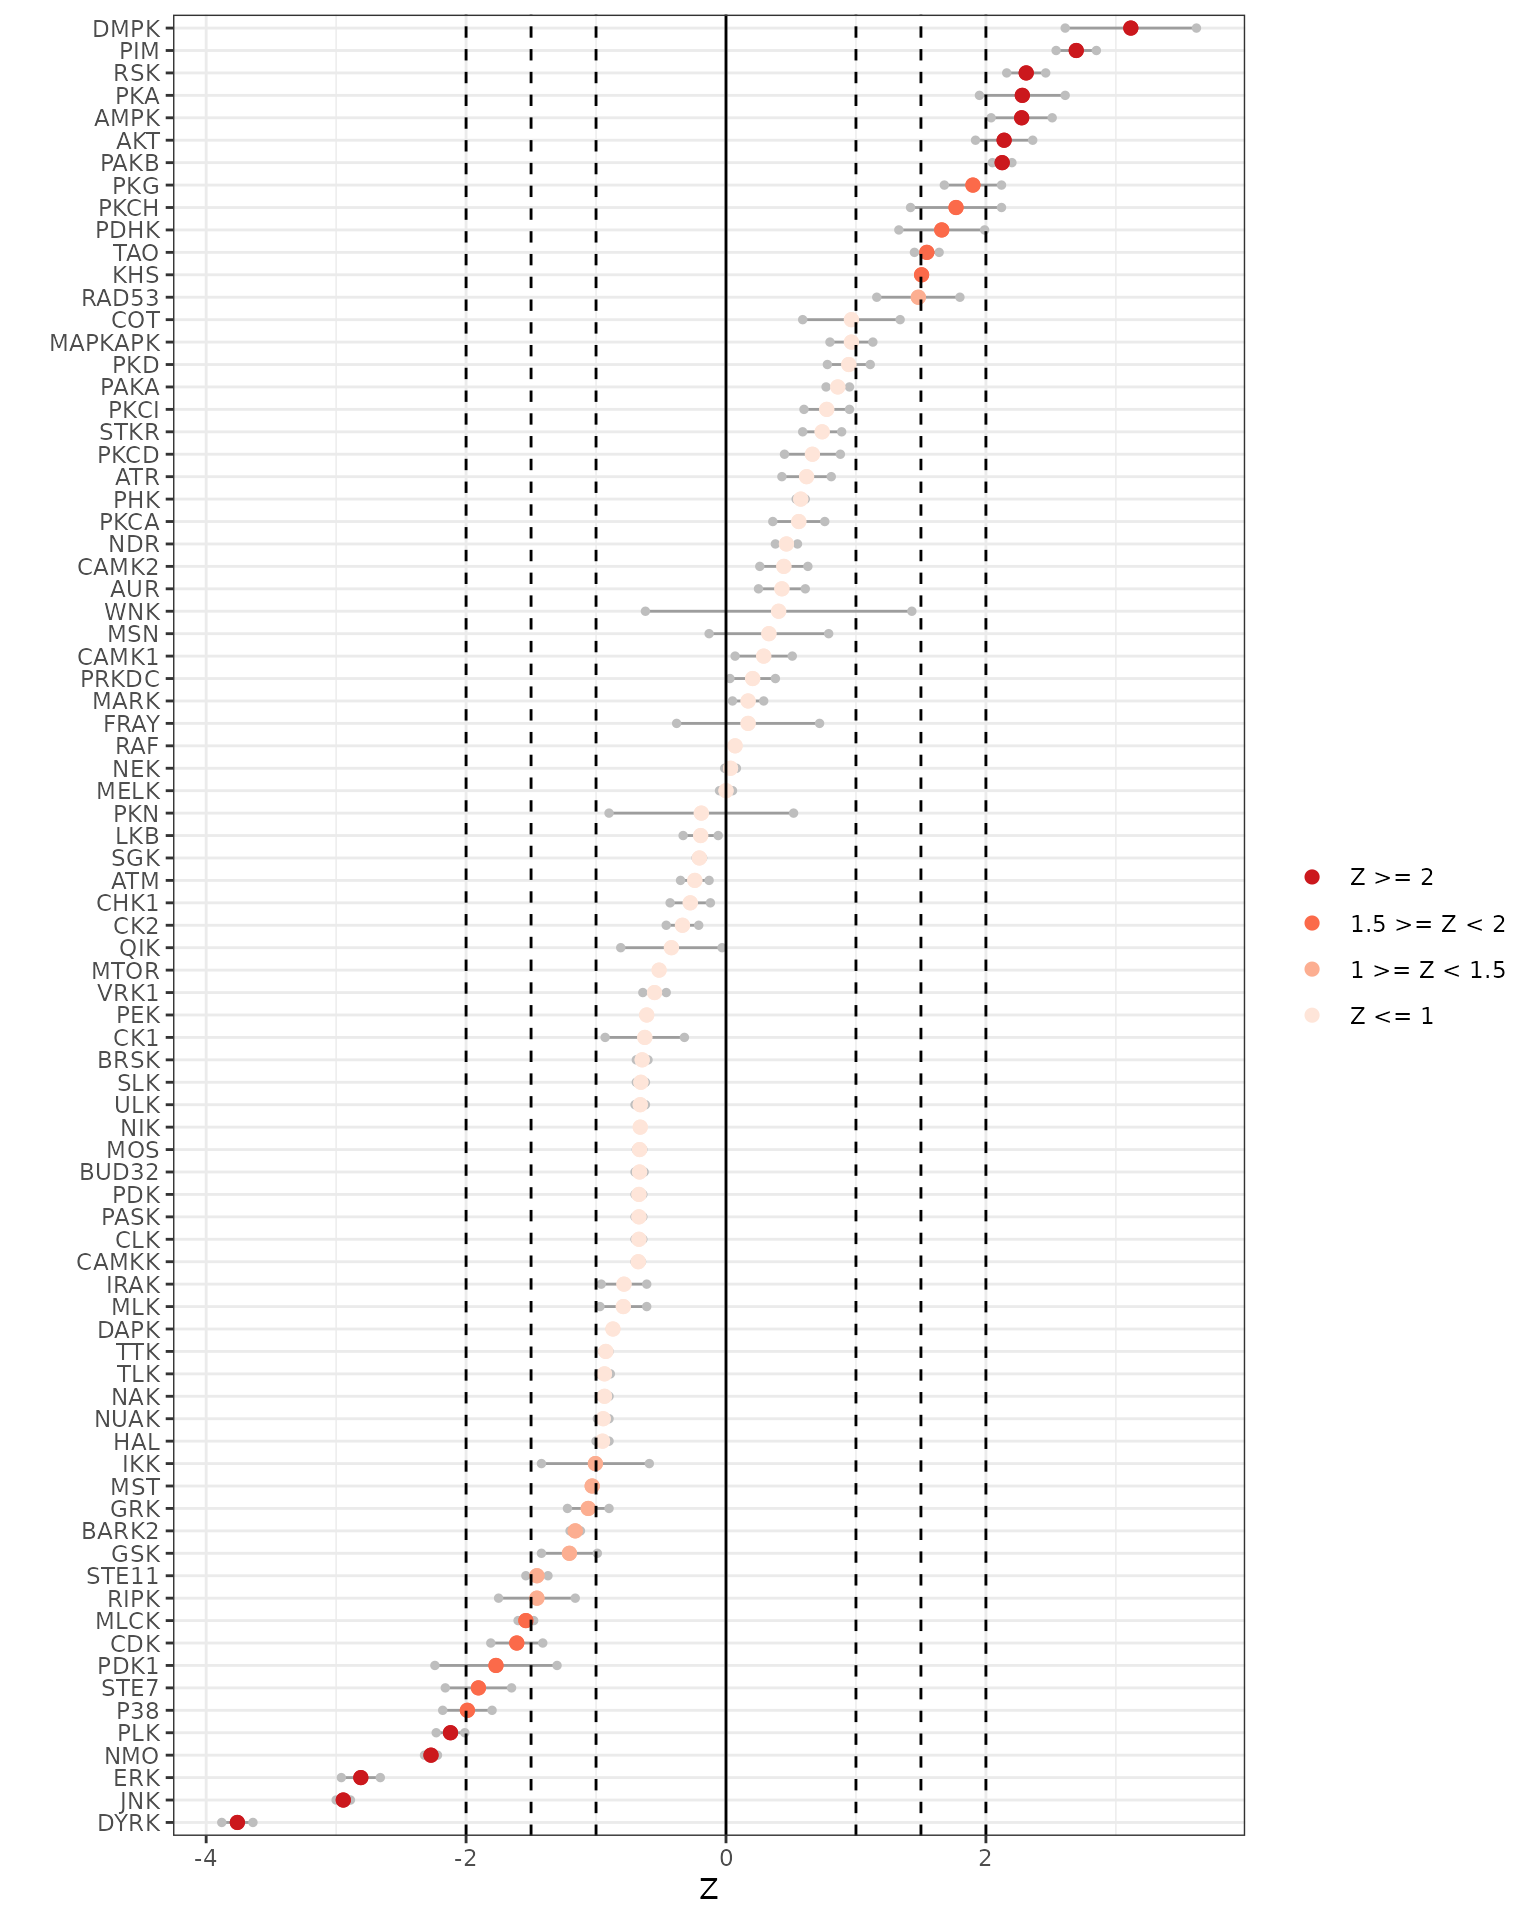 DMPK
PIM
RSK
PKA
AMPK
AKT
PAKB
PKG
PKCH
PDHK
TAO
KHS
RAD53
COT
MAPKAPK
PKD
PAKA
PKCI
STKR
PKCD
ATR
PHK
PKCA
NDR
CAMK2
AUR
WNK
MSN
CAMK1
PRKDC
MARK
FRAY
RAF
NEK
MELK
PKN
LKB
SGK
ATM
CHK1
CK2
QIK
MTOR
VRK1
PEK
CK1
BRSK
SLK
ULK
NIK
MOS
BUD32
PDK
PASK
CLK
CAMKK
IRAK
MLK
DAPK
TTK
TLK
NAK
NUAK
HAL
IKK
MST
GRK
BARK2
GSK
STE11
RIPK
MLCK
CDK
PDK1
STE7
P38
PLK
NMO
ERK
JNK
DYRK
-4 -2 0 2
Z
Z >= 2
1.5 >= Z < 2
1 >= Z < 1.5
Z <= 1